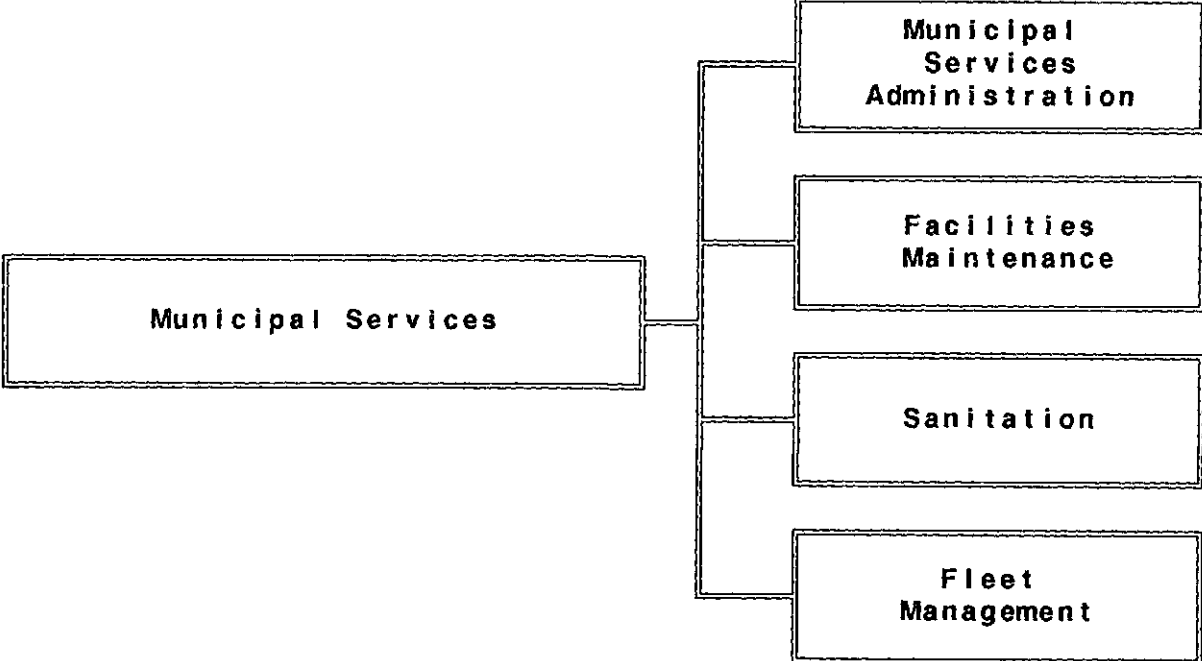 Municipal
Services
Administration
Facilities
Maintenance
Municipal Services
Sanitation
Fleet
Management